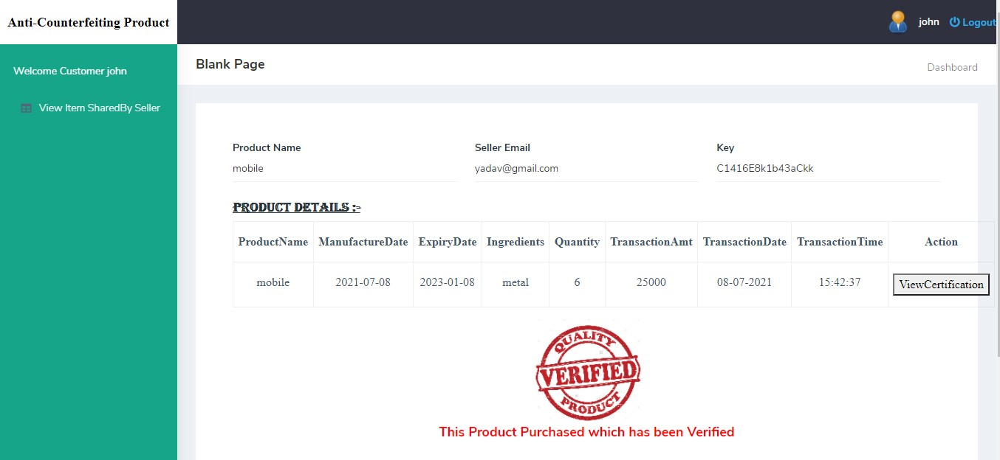 Anti-Counterfeiting Product
john Logout
Welcome Customer john
View Item SharedBy Seller
Blank Page
Dashboard
Product Name Seller Email Key
mobile yadav@gmail.com C1416E8k1b43aCkk
PRODUCT DETAILS :-
ProductName ManufactureDate ExpiryDate Ingredients Quantity TransactionAmt TransactionDate TransactionTime Action
mobile 2021-07-08 2023-01-08 metal 6 25000 08-07-2021 15:42:37 ViewCertification
QUALITY
VERIFIED
PRODUCT
This Product Purchased which has been Verified